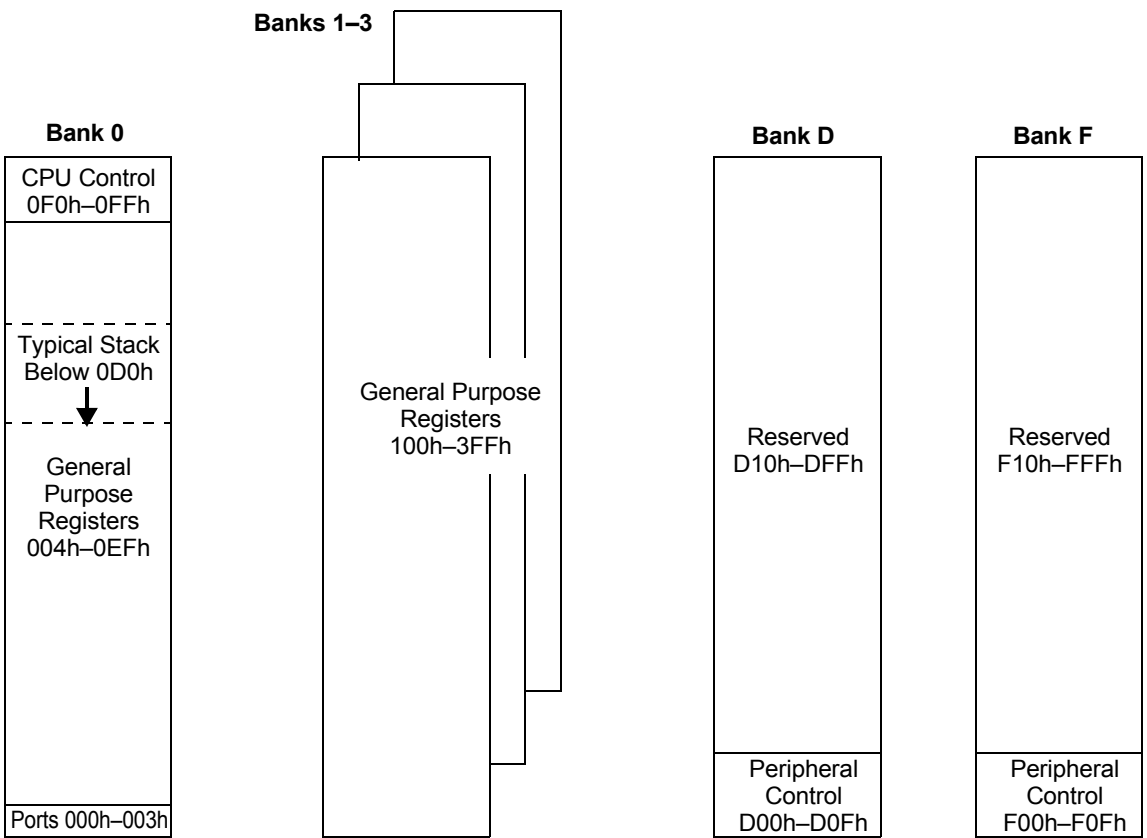 Banks 1–3
Bank 0
CPU Control
0F0h–0FFh
Typical Stack
Below 0D0h
General
Purpose
Registers
004h–0EFh
Ports 000h–003h
General Purpose
Registers
100h–3FFh
Bank D
Reserved
D10h–DFFh
Peripheral
Control
D00h–D0Fh
Bank F
Reserved
F10h–FFFh
Peripheral
Control
F00h–F0Fh